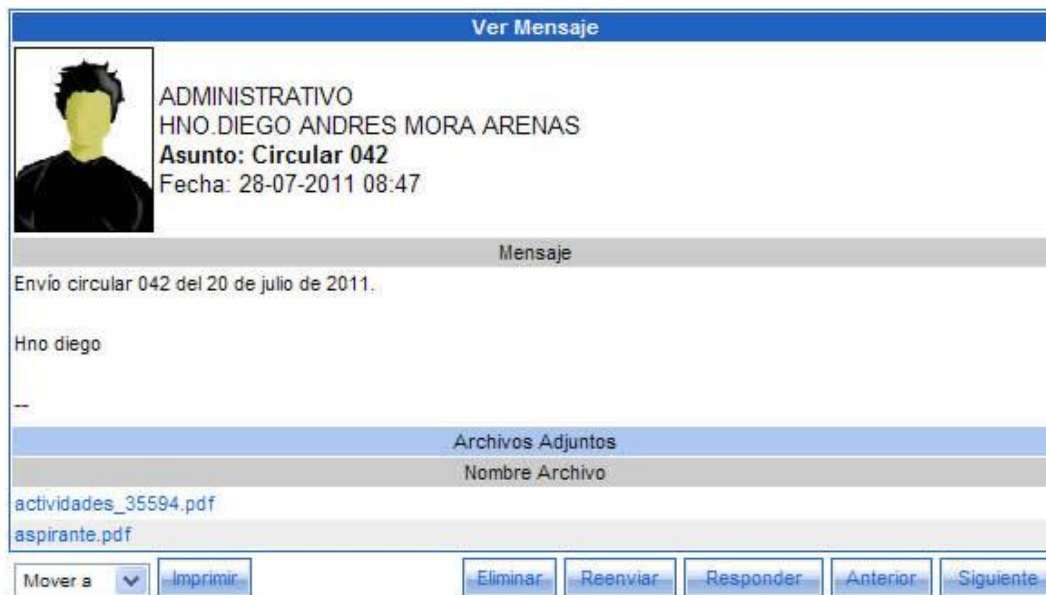 Ver Mensaje
ADMINISTRATIVO
HNO.DIEGO ANDRES MORA ARENAS
Asunto: Circular 042
Fecha: 28-07-2011 08:47
Mensaje
Envío circular 042 del 20 de julio de 2011.
Hno diego
--
Archivos Adjuntos
Nombre Archivo
actividades_35594.pdf
aspirante.pdf
Mover a Imprimir Eliminar Reenviar Responder Anterior Siguiente